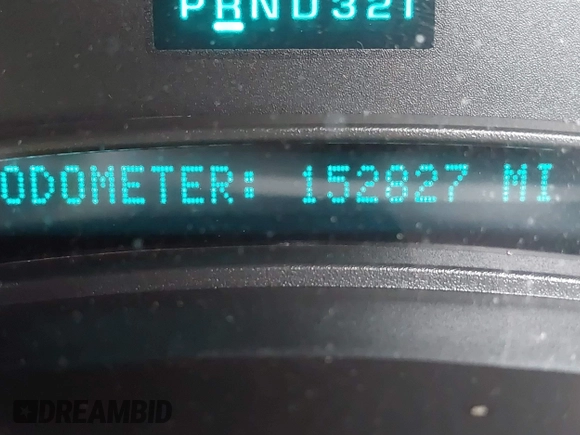 PRND321
ODOMETER: 152827 MI
DREAMBID